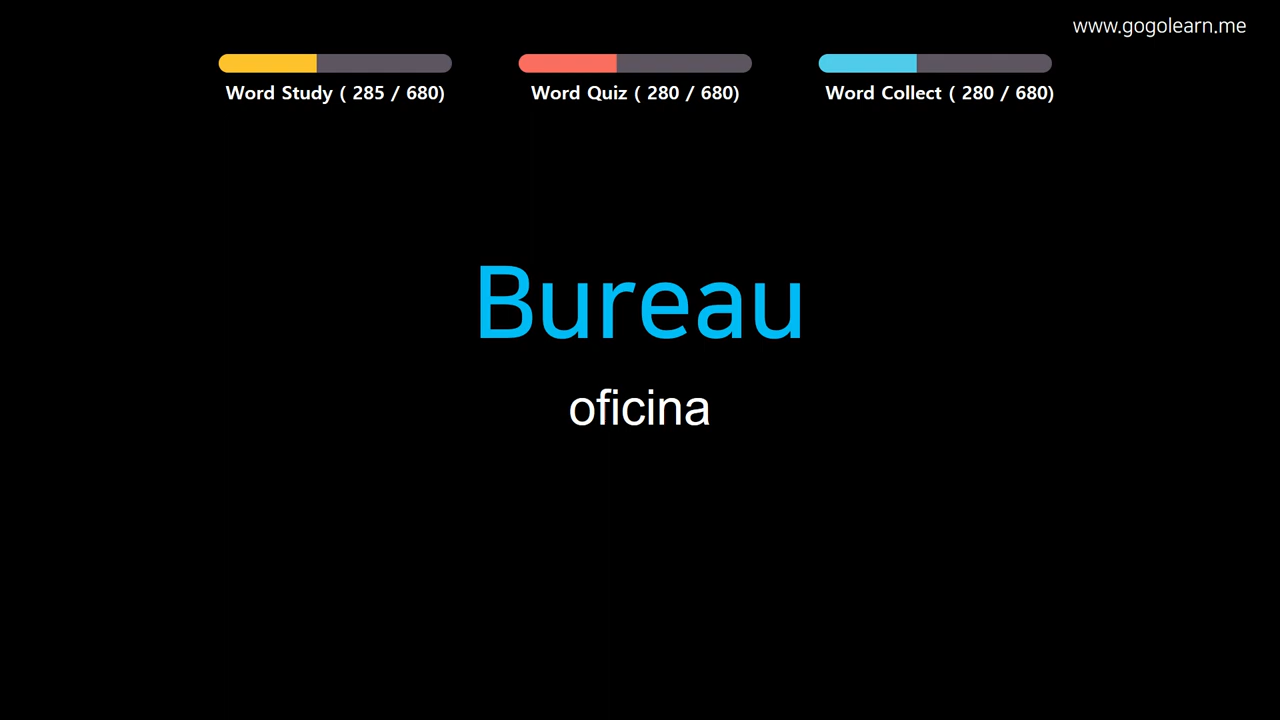 www.gogolearn.me
Word Study ( 285 / 680)
Word Quiz ( 280 / 680)
Word Collect ( 280 / 680)
Bureau
oficina